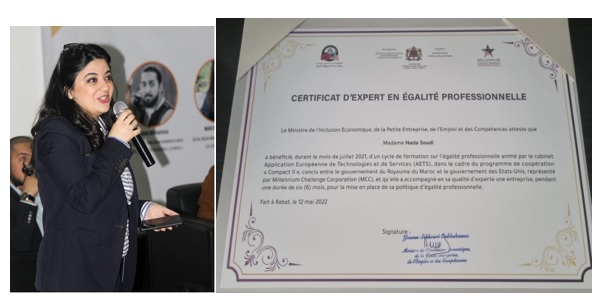 CERTIFICAT D'EXPERT EN ÉGALITÉ PROFESSIONNELLE
Le Ministère de l'Inclusion Economique, de la Petite Entreprise, de l'Emploi et des Compétences atteste que
Madame Nada Soudi
a bénéficié, durant le mois de juillet 2021, d'un cycle de formation sur l'égalité professionnelle animé par le cabinet
Application Européenne de Technologies et de Services (AETS), dans le cadre du programme de coopération
« Compact II », conclu entre le gouvernement du Royaume du Maroc et le gouvernement des Etats-Unis, représenté
par Millennium Challenge Corporation (MCC), et qu'elle a accompagné en sa qualité d'experte une entreprise, pendant
une durée de six (6) mois, pour la mise en place de sa politique d'égalité professionnelle.
Fait à Rabat, le 12 mai 2022
Signature :